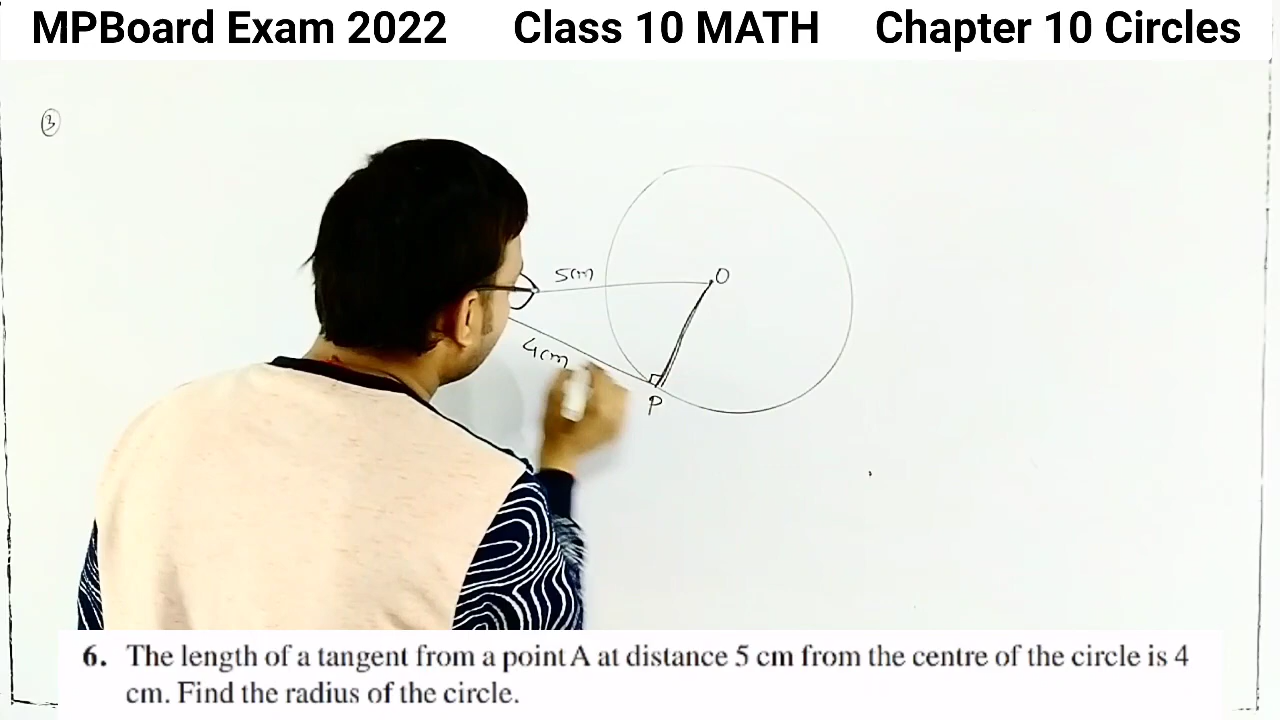 MPBoard Exam 2022 Class 10 MATH Chapter 10 Circles
3
5cm
O
4cm
P
6. The length of a tangent from a point A at distance 5 cm from the centre of the circle is 4
cm. Find the radius of the circle.